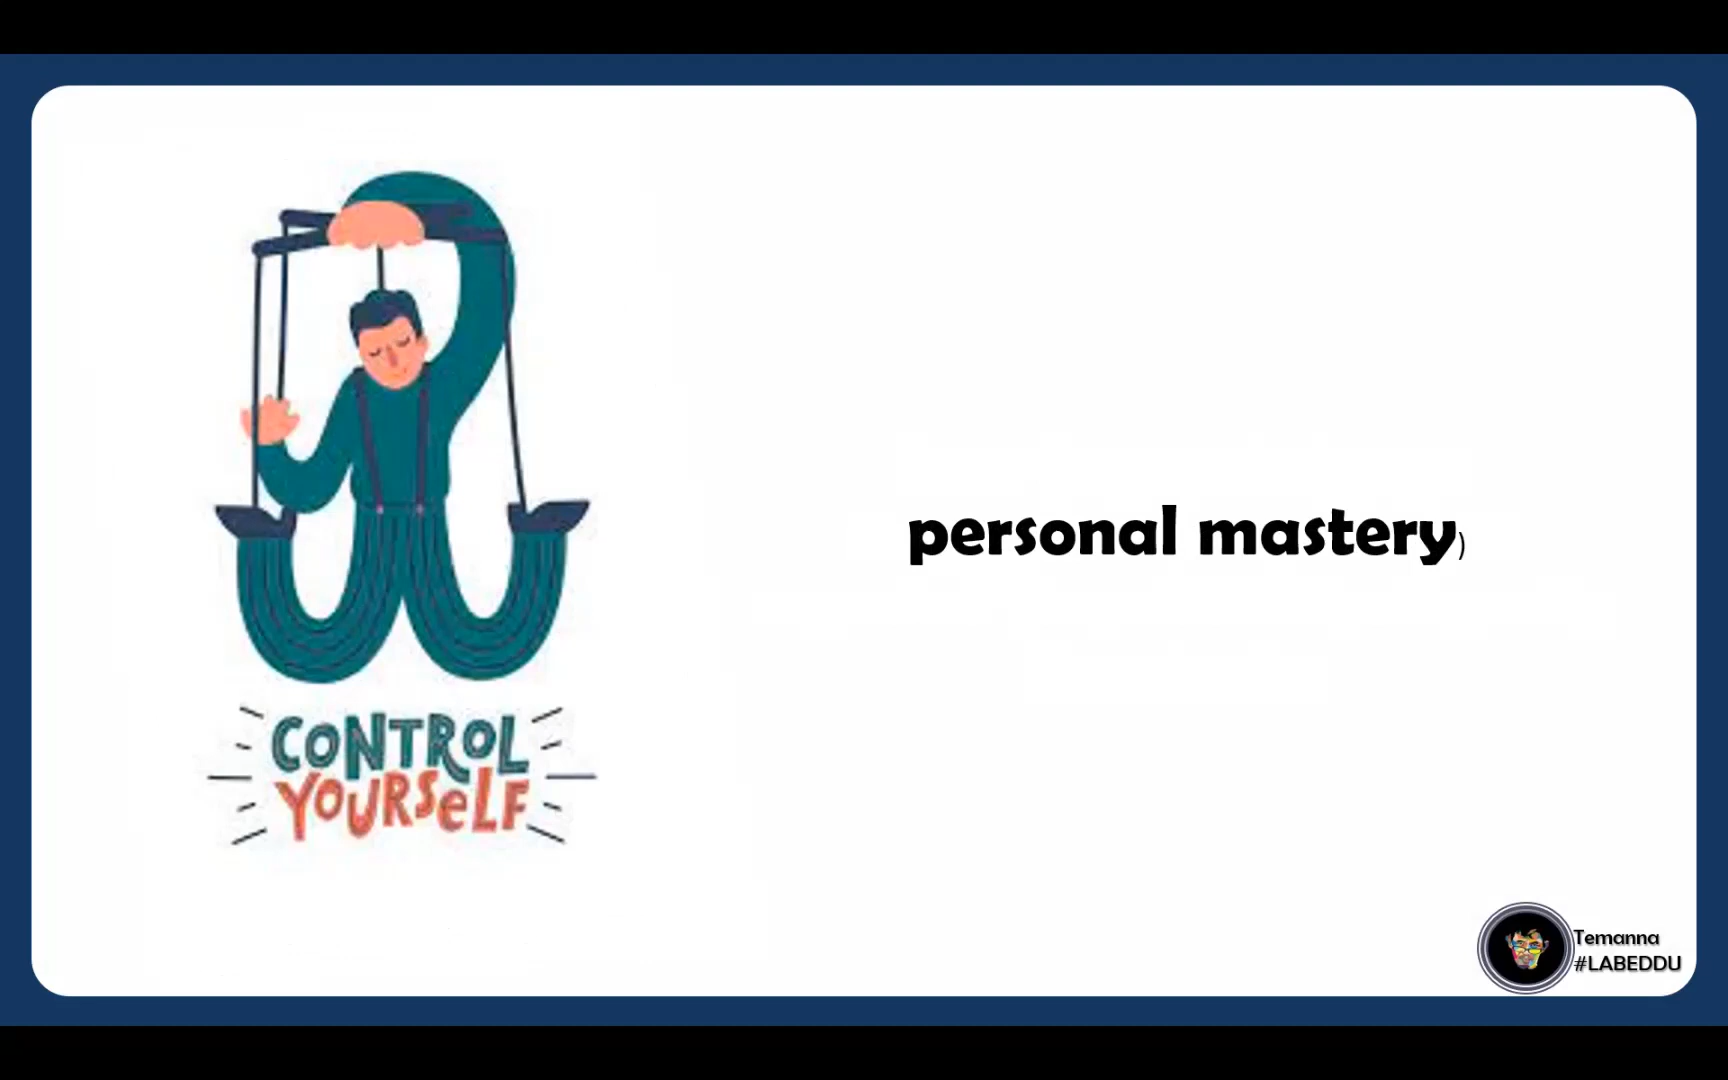 CONTROL
YOURSELF
personal mastery)
Temanna
#LABEDDU